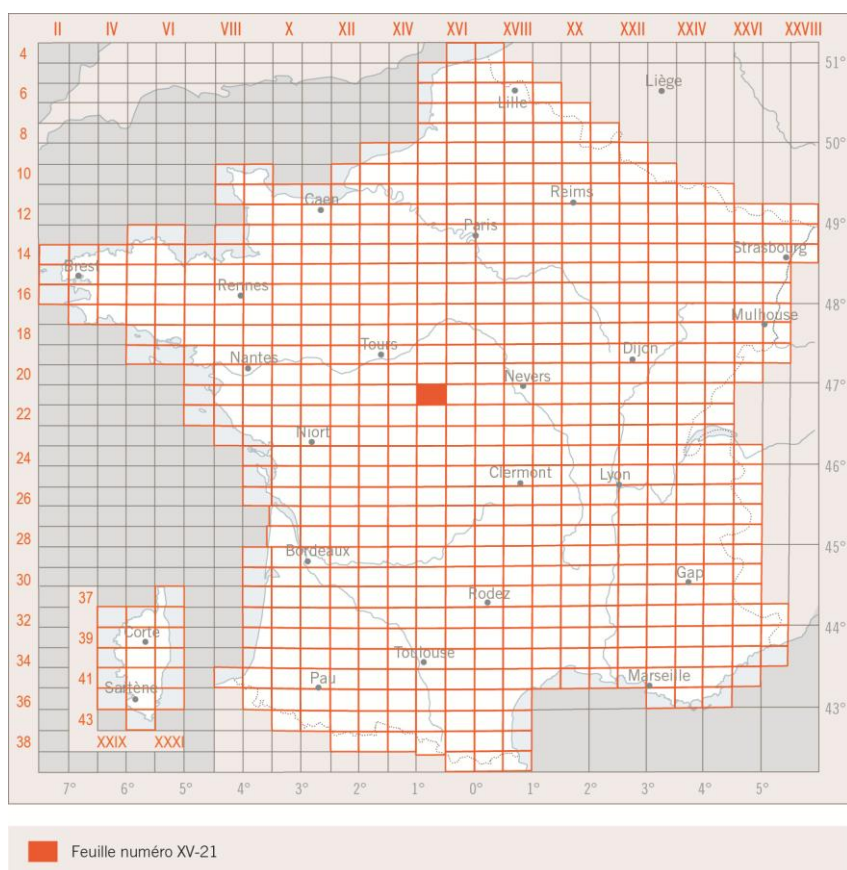 II IV VI VIII X XII XIV XVI XVIII XX XXII XXIV XXVI XXVIII
4
51°
6
Liège
Lille
8
50°
10
Reims
Caen
12
49°
Paris
14
Strasbourg
Brest
16
Rennes
48°
Mulhouse
18
Tours
Dijon
Nantes
20
Nevers
47°
22
Niort
24
46°
Clermont
Lyon
26
28
45°
Bordeaux
30
Gap
37
Rodez
32
44°
39
Corte
34
Toulouse
41
Pau
Marseille
Sartène
36
43°
43
38
XXIX XXXI
7° 6° 5° 4° 3° 2° 1° 0° 1° 2° 3° 4° 5°
Feuille numéro XV-21